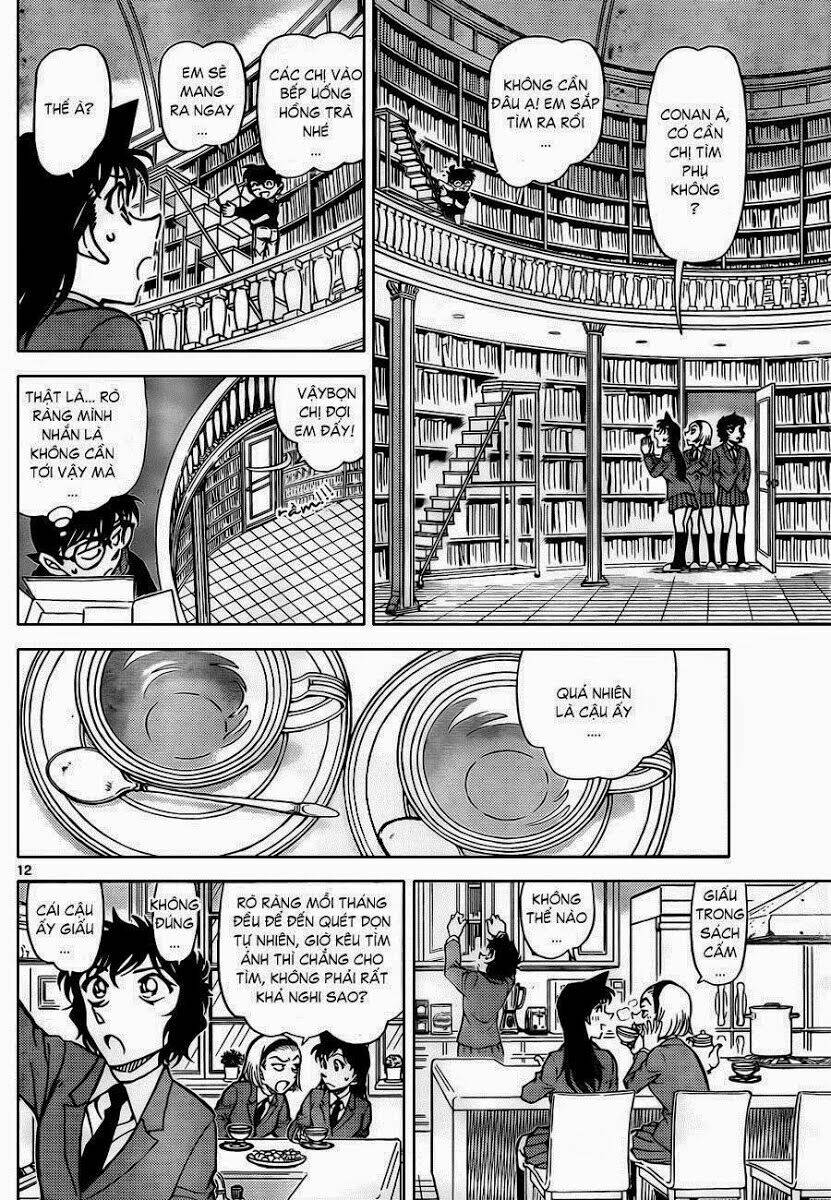 CONAN À,
CÓ CẦN
CHỊ TÌM
PHỤ
KHÔNG
?
KHÔNG CẦN
ĐÂU Ạ! EM SẮP
TÌM RA RỒI
...
CÁC CHỊ VÀO
BẾP UỐNG
HỒNG TRÀ
NHÉ
...
EM SẼ
MANG
RA NGAY
...
THẾ À?
VẬYBỌN
CHỊ ĐỢI
EM ĐẤY!
rầm!!!
THẬT LÀ... RÕ
RÀNG MÌNH
NHẮN LÀ
KHÔNG CẦN
TỚI VẬY MÀ
...
QUẢ NHIÊN
LÀ CẬU ẤY
....
12
GIẤU
TRONG
SÁCH
CẤM
...
KHÔNG
THỂ NÀO
...
RÕ RÀNG MỖI THÁNG
ĐỀU ĐỂ ĐẾN QUÉT DỌN
TỰ NHIÊN, GIỜ KÊU TÌM
ẢNH THÌ CHẲNG CHO
TÌM, KHÔNG PHẢI RẤT
KHẢ NGHI SAO?
KHÔNG
ĐÚNG
...
CÁI CẬU
ẤY GIẤU
...